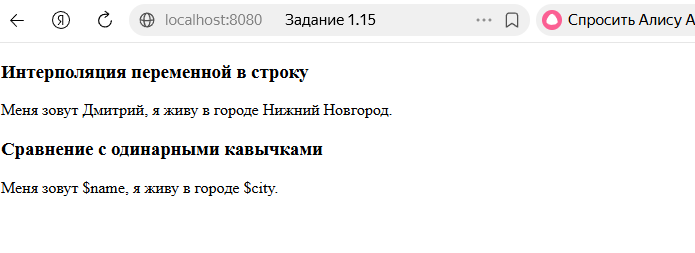 Я localhost:8080 Задание 1.15 Спросить Алису А
Интерполяция переменной в строку
Меня зовут Дмитрий, я живу в городе Нижний Новгород.
Сравнение с одинарными кавычками
Меня зовут $name, я живу в городе $city.